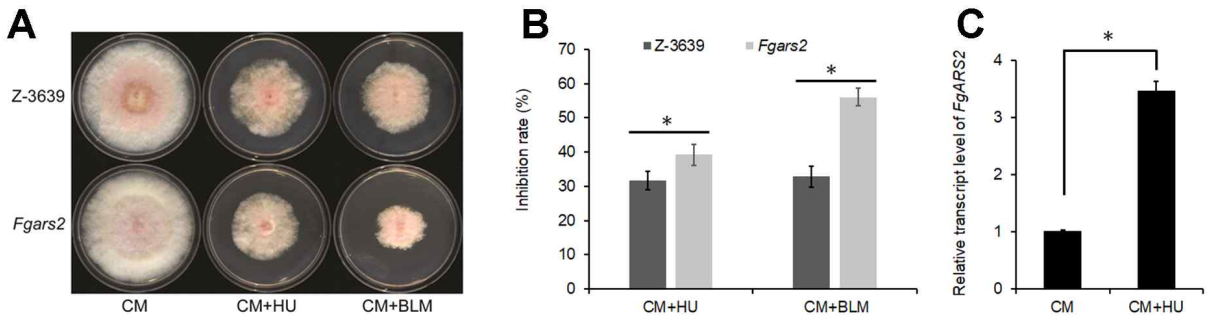 A
Z-3639
Fgars2
CM
CM+HU
CM+BLM
B
Z-3639
Fgars2
Inhibition rate (%)
70
60
50
40
30
20
10
0
*
*
CM+HU
CM+BLM
C
Relative transcript level of FgARS2
5
4
3
2
1
0
*
CM
CM+HU